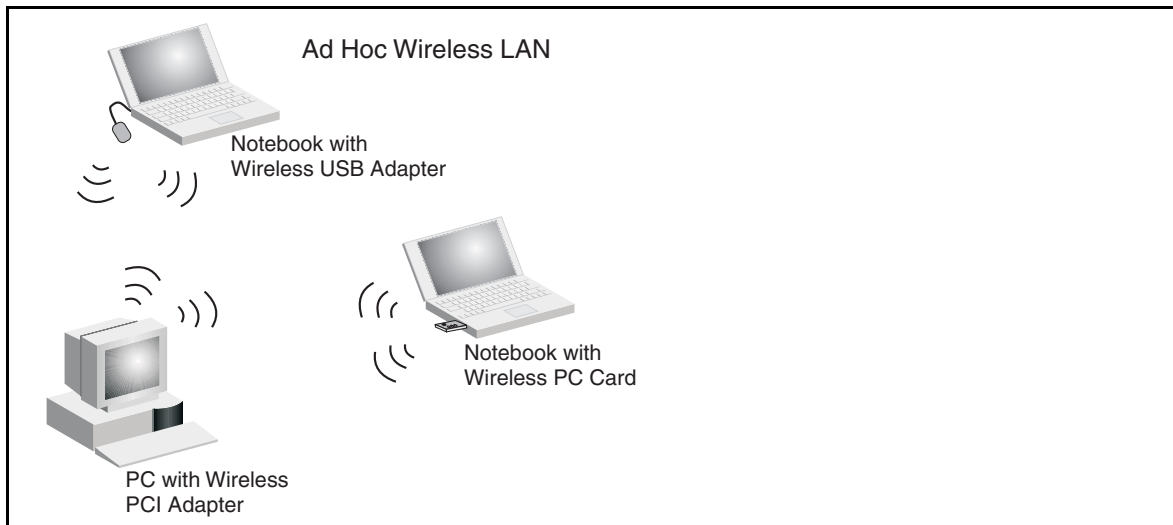 Ad Hoc Wireless LAN
Notebook with
Wireless USB Adapter
Notebook with
Wireless PC Card
PC with Wireless
PCI Adapter